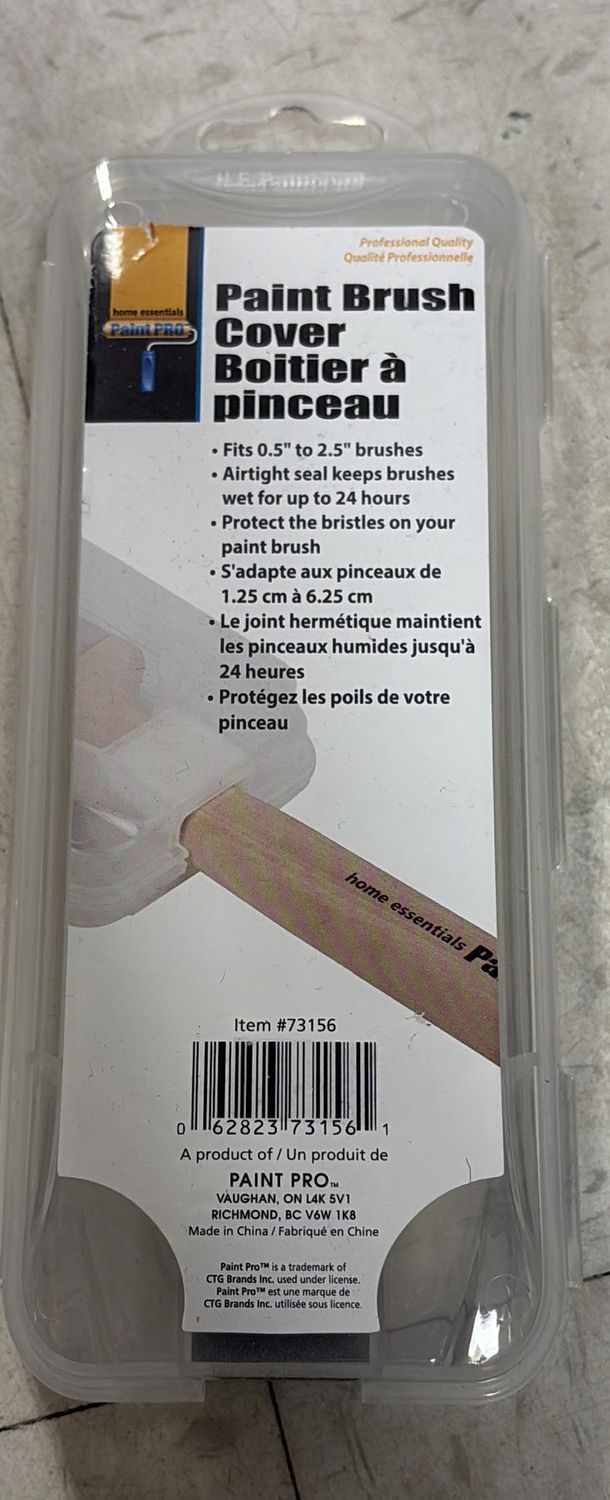 Professional Quality
Qualité Professionnelle
home essentials
Paint PRO
Paint Brush
Cover
Boitier à
pinceau
• Fits 0.5" to 2.5" brushes
• Airtight seal keeps brushes
wet for up to 24 hours
• Protect the bristles on your
paint brush
• S'adapte aux pinceaux de
1.25 cm à 6.25 cm
• Le joint hermétique maintient
les pinceaux humides jusqu'à
24 heures
• Protégez les poils de votre
pinceau
home essentials Pa
Item #73156
0 62823 73156 1
A product of / Un produit de
PAINT PRO™
VAUGHAN, ON L4K 5V1
RICHMOND, BC V6W 1K8
Made in China / Fabriqué en Chine
Paint Pro™ is a trademark of
CTG Brands Inc. used under license.
Paint Pro™ est une marque de
CTG Brands Inc. utilisée sous licence.